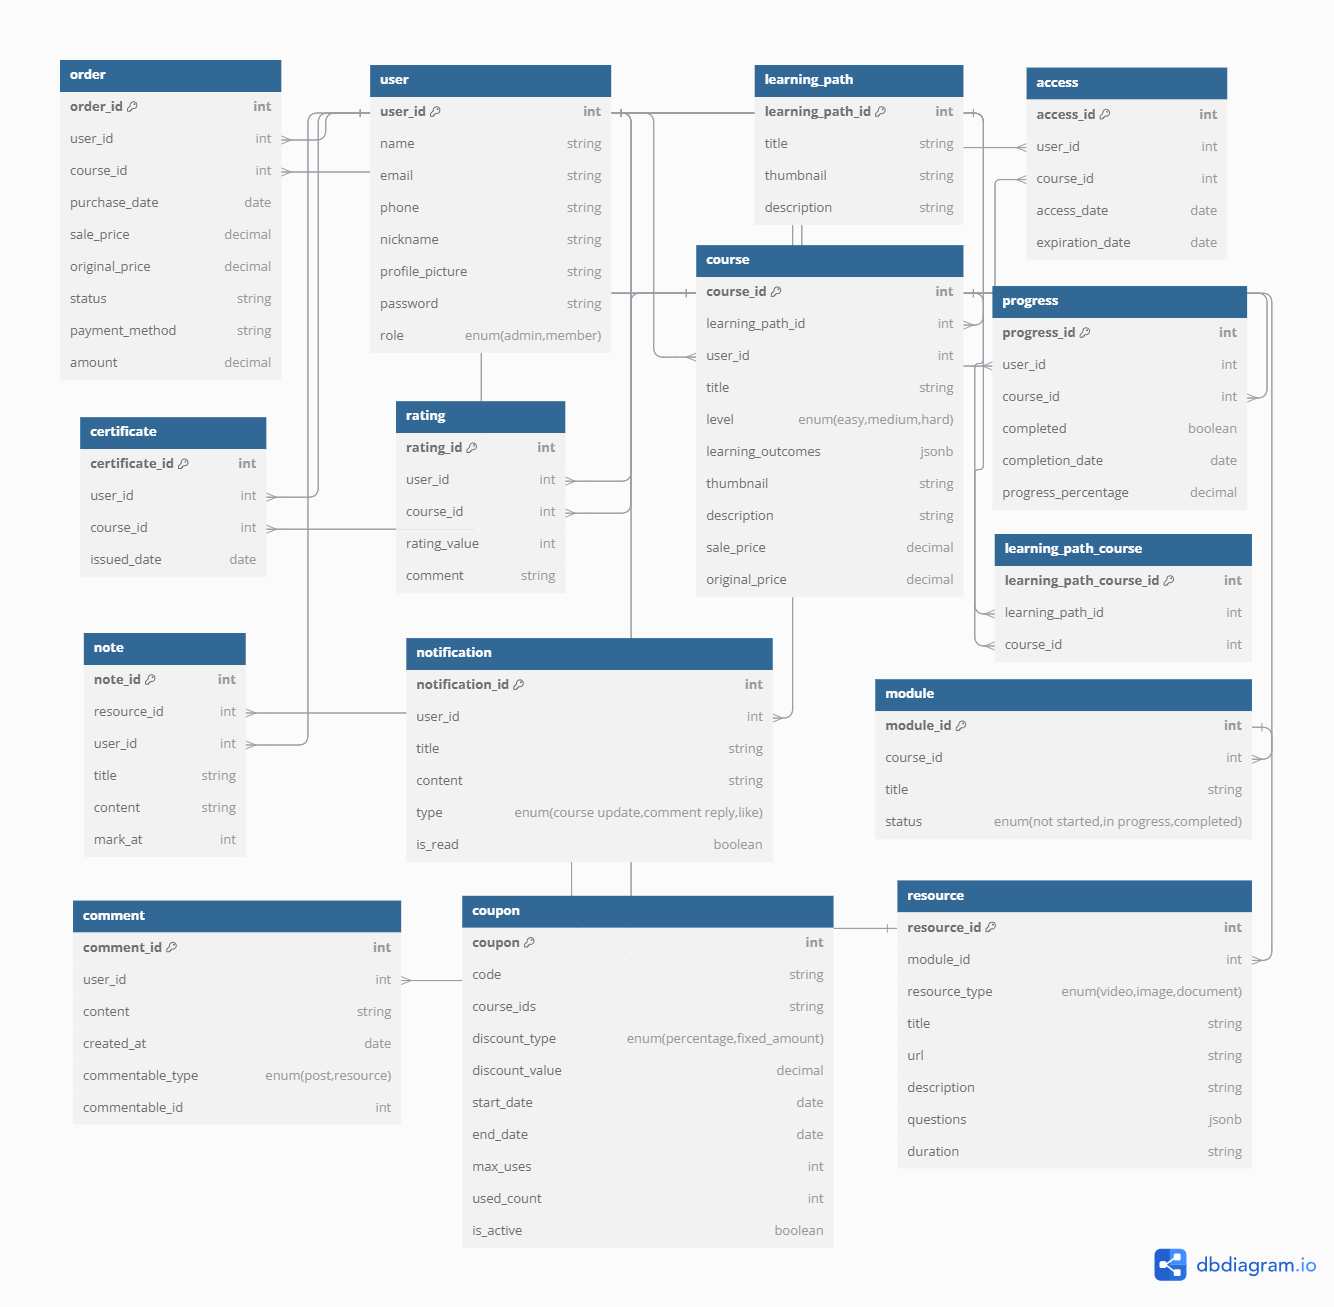 order
order_id int
user_id int
course_id int
purchase_date date
sale_price decimal
original_price decimal
status string
payment_method string
amount decimal
user
user_id int
name string
email string
phone string
nickname string
profile_picture string
password string
role enum(admin,member)
learning_path
learning_path_id int
title string
thumbnail string
description string
access
access_id int
user_id int
course_id int
access_date date
expiration_date date
course
course_id int
learning_path_id int
user_id int
title string
level enum(easy,medium,hard)
learning_outcomes jsonb
thumbnail string
description string
sale_price decimal
original_price decimal
progress
progress_id int
user_id int
course_id int
completed boolean
completion_date date
progress_percentage decimal
certificate
certificate_id int
user_id int
course_id int
issued_date date
rating
rating_id int
user_id int
course_id int
rating_value int
comment string
learning_path_course
learning_path_course_id int
learning_path_id int
course_id int
note
note_id int
resource_id int
user_id int
title string
content string
mark_at int
notification
notification_id int
user_id int
title string
content string
type enum(course update,comment reply,like)
is_read boolean
module
module_id int
course_id int
title string
status enum(not started,in progress,completed)
comment
comment_id int
user_id int
content string
created_at date
commentable_type enum(post,resource)
commentable_id int
coupon
coupon int
code string
course_ids string
discount_type enum(percentage,fixed_amount)
discount_value decimal
start_date date
end_date date
max_uses int
used_count int
is_active boolean
resource
resource_id int
module_id int
resource_type enum(video,image,document)
title string
url string
description string
questions jsonb
duration string
dbdiagram.io